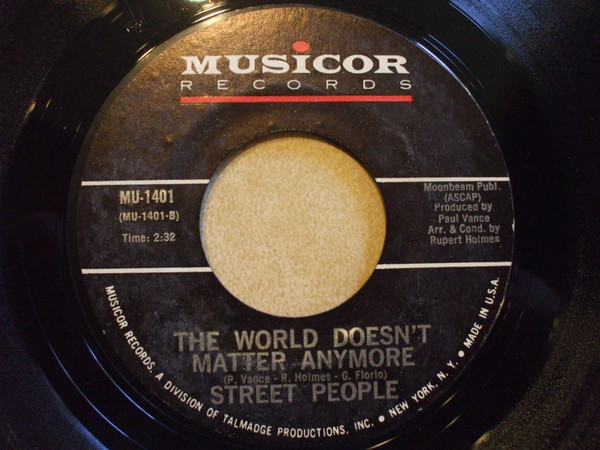 MUSICOR
RECORDS
MU-1401
(MU-1401-B)
Time: 2:32
Moonbeam Publ.
(ASCAP)
Produced by
Paul Vance
Arr. & Cond. by
Rupert Holmes
THE WORLD DOESN'T
MATTER ANYMORE
(P. Vance - R. Holmes - G. Florio)
STREET PEOPLE
MUSICOR RECORDS, A DIVISION OF TALMADGE PRODUCTIONS, INC. • NEW YORK, N. Y. • MADE IN U.S.A.